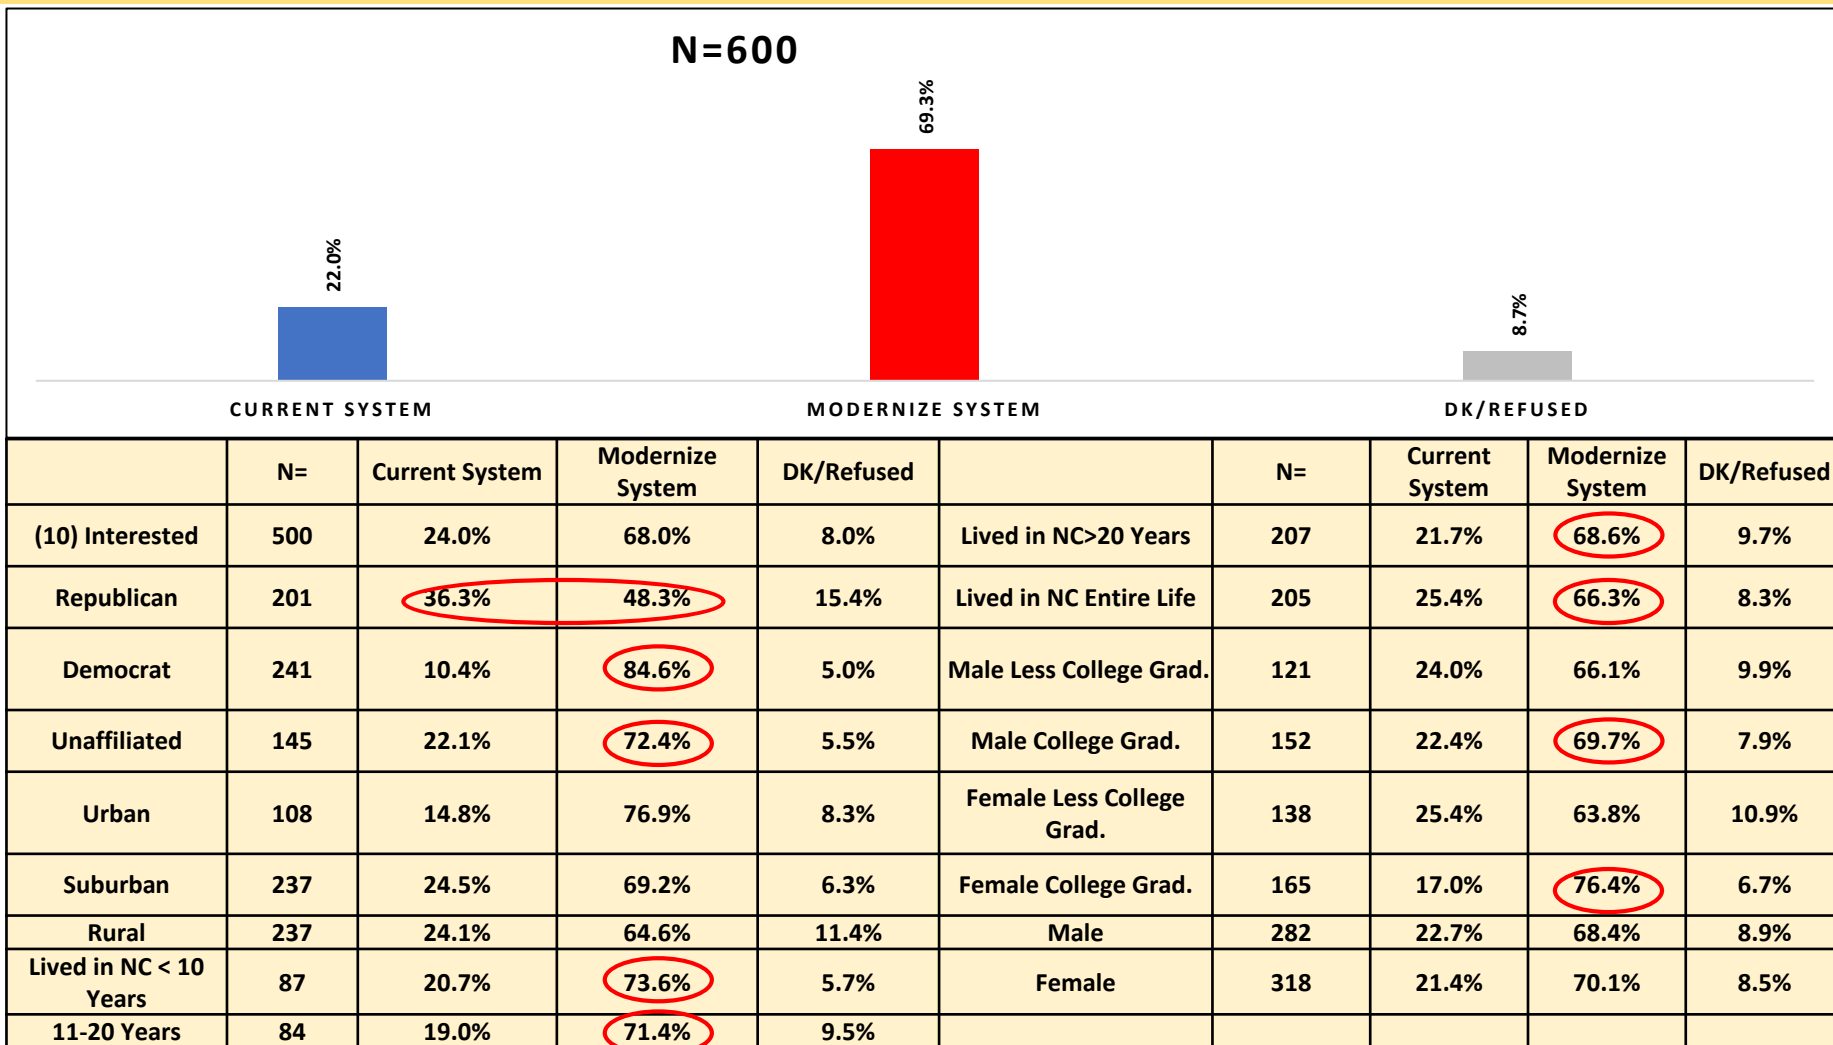 N=600
22.0%
69.3%
8.7%
CURRENT SYSTEM
MODERNIZE SYSTEM
DK/REFUSED
N= Current System Modernize System DK/Refused N= Current System Modernize System DK/Refused
(10) Interested 500 24.0% 68.0% 8.0% Lived in NC>20 Years 207 21.7% 68.6% 9.7%
Republican 201 36.3% 48.3% 15.4% Lived in NC Entire Life 205 25.4% 66.3% 8.3%
Democrat 241 10.4% 84.6% 5.0% Male Less College Grad. 121 24.0% 66.1% 9.9%
Unaffiliated 145 22.1% 72.4% 5.5% Male College Grad. 152 22.4% 69.7% 7.9%
Urban 108 14.8% 76.9% 8.3% Female Less College Grad. 138 25.4% 63.8% 10.9%
Suburban 237 24.5% 69.2% 6.3% Female College Grad. 165 17.0% 76.4% 6.7%
Rural 237 24.1% 64.6% 11.4% Male 282 22.7% 68.4% 8.9%
Lived in NC < 10 Years 87 20.7% 73.6% 5.7% Female 318 21.4% 70.1% 8.5%
11-20 Years 84 19.0% 71.4% 9.5%